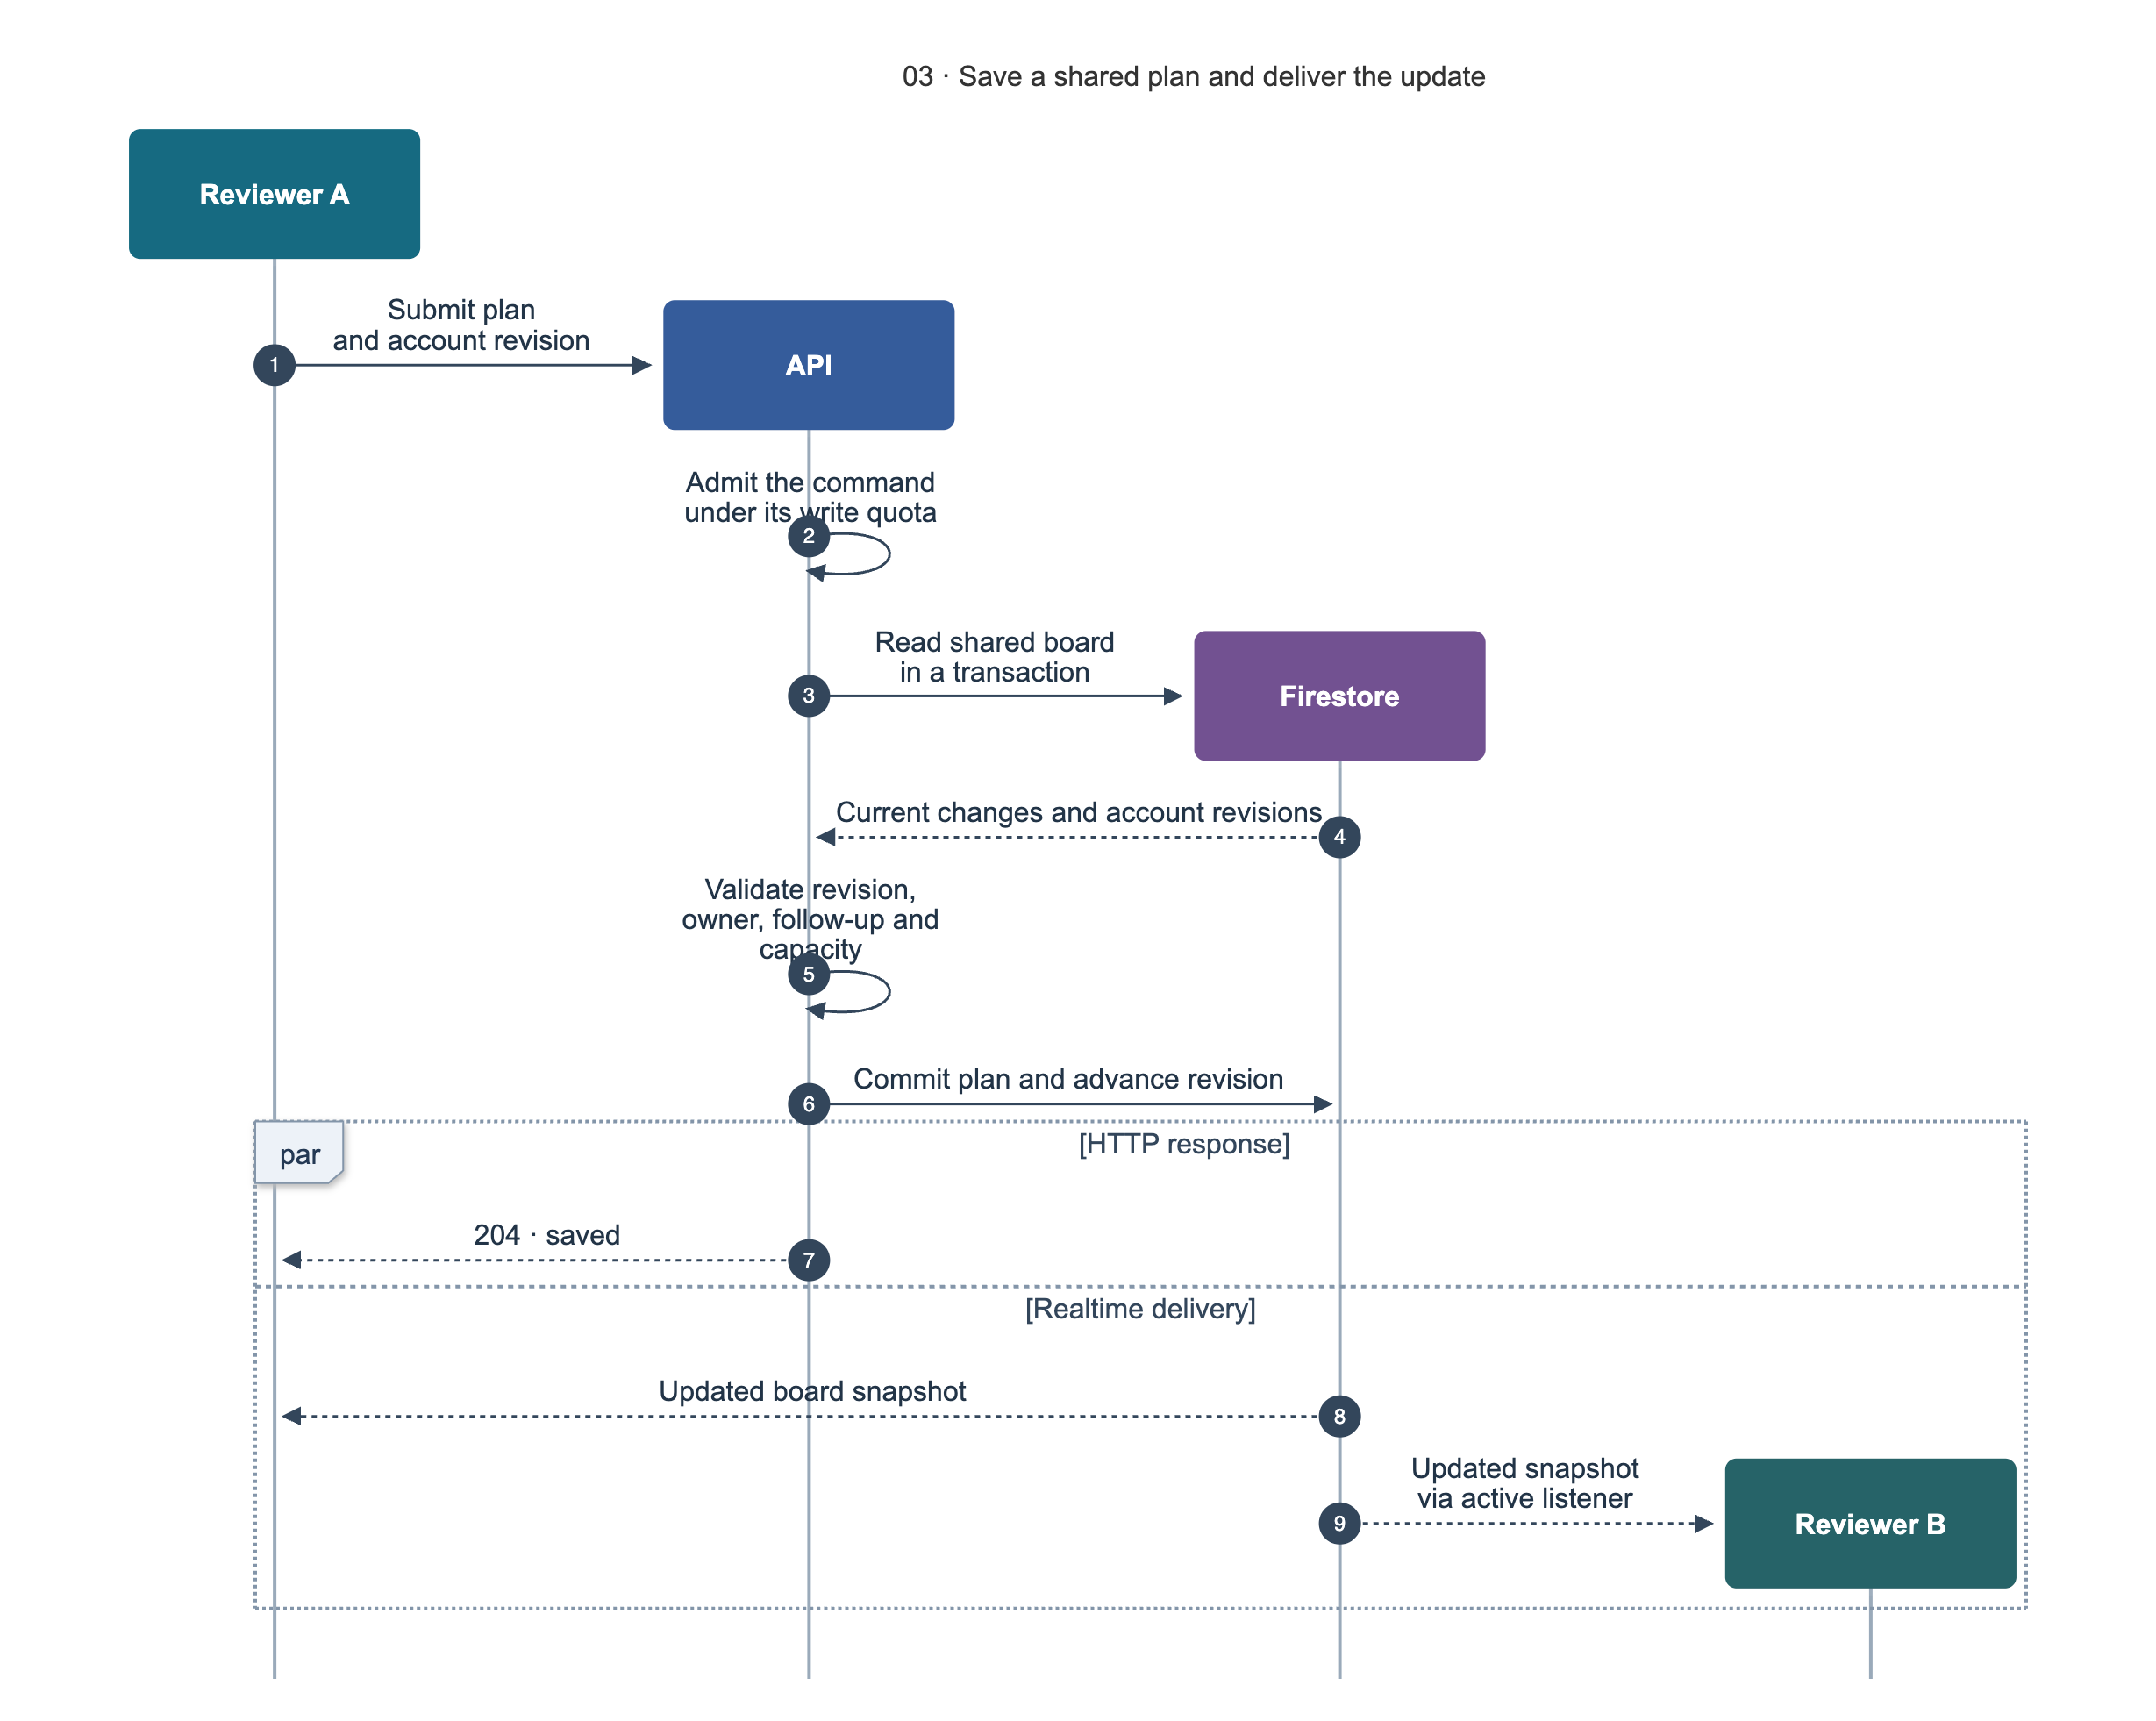 03 · Save a shared plan and deliver the update
Reviewer A
Submit plan
and account revision
1
API
Admit the command
under its write quota
2
Read shared board
in a transaction
3
Firestore
Current changes and account revisions
4
Validate revision,
owner, follow-up and
capacity
5
Commit plan and advance revision
6
par
[HTTP response]
204 · saved
7
[Realtime delivery]
Updated board snapshot
8
Updated snapshot
via active listener
9
Reviewer B